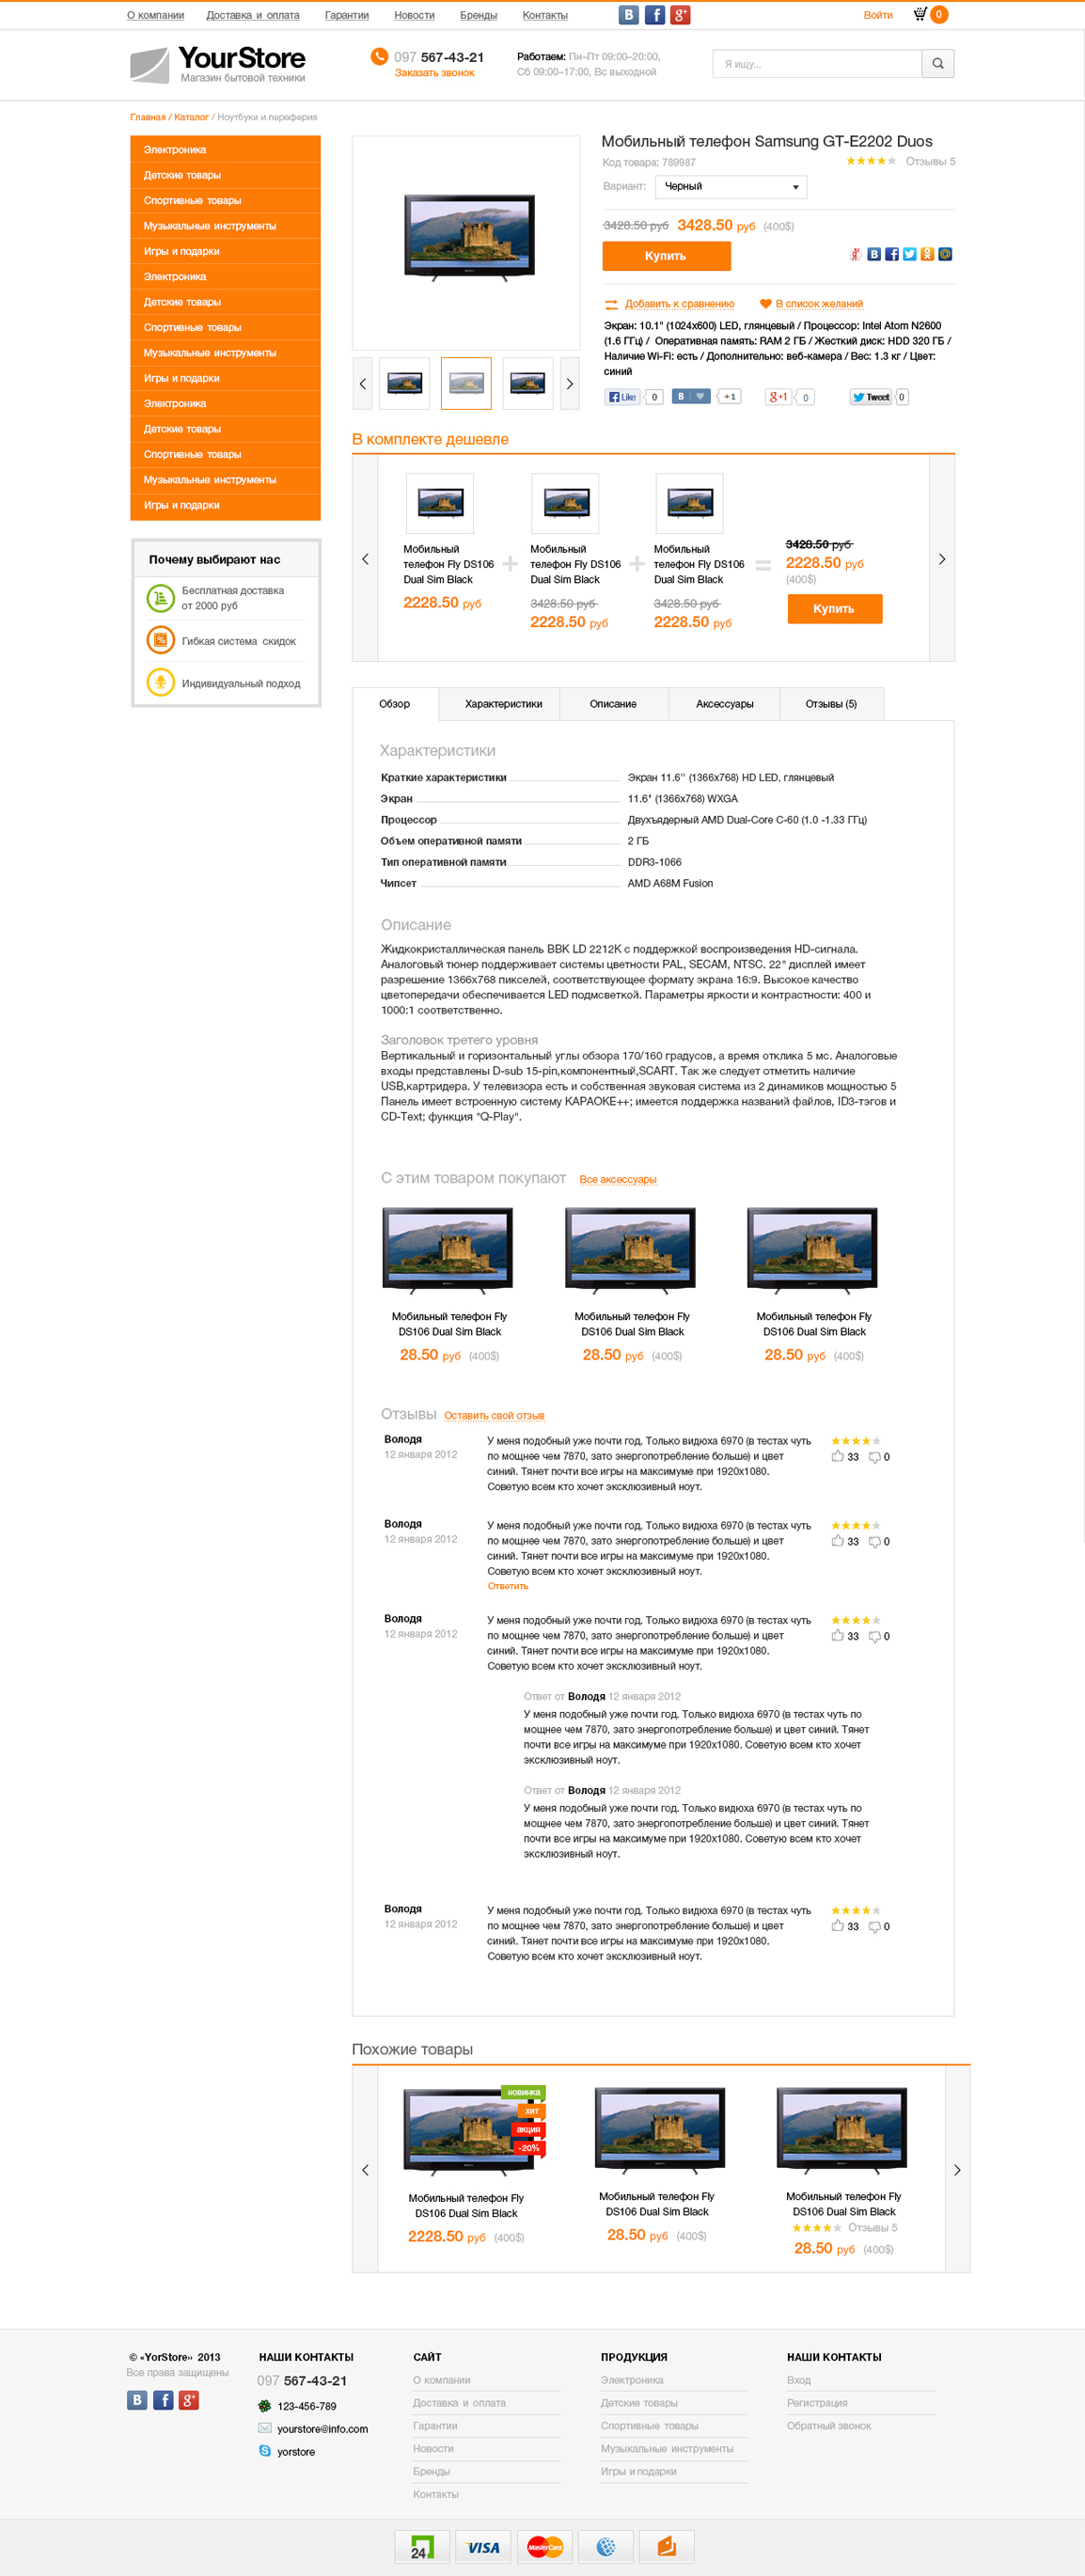 О компании Доставка и оплата Гарантии Новости Бренды Контакты Войти 0
YourStore
Магазин бытовой техники
097 567-43-21
Заказать звонок
Работаем: Пн-Пт 09:00-20:00,
Сб 09:00-17:00, Вс выходной
Я ищу...
Главная / Каталог / Ноутбуки и переферия
Электроника
Детские товары
Спортивные товары
Музыкальные инструменты
Игры и подарки
Электроника
Детские товары
Спортивные товары
Музыкальные инструменты
Игры и подарки
Электроника
Детские товары
Спортивные товары
Музыкальные инструменты
Игры и подарки
Почему выбирают нас
Бесплатная доставка
от 2000 руб
Гибкая система скидок
Индивидуальный подход
Мобильный телефон Samsung GT-E2202 Duos
Код товара: 789987
Отзывы 5
Вариант: Черный
3428.50 руб 3428.50 руб (400$)
Купить
Добавить к сравнению В список желаний
Экран: 10.1" (1024x600) LED, глянцевый / Процессор: Intel Atom N2600
(1.6 ГГц) / Оперативная память: RAM 2 ГБ / Жесткий диск: HDD 320 ГБ /
Наличие Wi-Fi: есть / Дополнительно: веб-камера / Вес: 1.3 кг / Цвет:
синий
Like 0 B +1 g+1 0 Tweet 0
В комплекте дешевле
Мобильный
телефон Fly DS106
Dual Sim Black
2228.50 руб
+
Мобильный
телефон Fly DS106
Dual Sim Black
3428.50 руб
2228.50 руб
+
Мобильный
телефон Fly DS106
Dual Sim Black
3428.50 руб
2228.50 руб
=
3428.50 руб
2228.50 руб
(400$)
Купить
Обзор Характеристики Описание Аксессуары Отзывы (5)
Характеристики
Краткие характеристики Экран 11.6'' (1366x768) HD LED, глянцевый
Экран 11.6" (1366x768) WXGA
Процессор Двухъядерный AMD Dual-Core C-60 (1.0 -1.33 ГГц)
Объем оперативной памяти 2 ГБ
Тип оперативной памяти DDR3-1066
Чипсет AMD A68M Fusion
Описание
Жидкокристаллическая панель BBK LD 2212K с поддержкой воспроизведения HD-сигнала.
Аналоговый тюнер поддерживает системы цветности PAL, SECAM, NTSC. 22" дисплей имеет
разрешение 1366x768 пикселей, соответствующее формату экрана 16:9. Высокое качество
цветопередачи обеспечивается LED подмсветкой. Параметры яркости и контрастности: 400 и
1000:1 соответственно.
Заголовок третего уровня
Вертикальный и горизонтальный углы обзора 170/160 градусов, а время отклика 5 мс. Аналоговые
входы представлены D-sub 15-pin,компонентный,SCART. Так же следует отметить наличие
USB,картридера. У телевизора есть и собственная звуковая система из 2 динамиков мощностью 5
Панель имеет встроенную систему КАРАОКЕ++; имеется поддержка названий файлов, ID3-тэгов и
CD-Text; функция "Q-Play".
С этим товаром покупают Все аксессуары
Мобильный телефон Fly
DS106 Dual Sim Black
28.50 руб (400$)
Мобильный телефон Fly
DS106 Dual Sim Black
28.50 руб (400$)
Мобильный телефон Fly
DS106 Dual Sim Black
28.50 руб (400$)
Отзывы Оставить свой отзыв
Володя
12 января 2012
У меня подобный уже почти год. Только видюха 6970 (в тестах чуть
по мощнее чем 7870, зато энергопотребление больше) и цвет
синий. Тянет почти все игры на максимуме при 1920x1080.
Советую всем кто хочет эксклюзивный ноут.
33 0
Володя
12 января 2012
У меня подобный уже почти год. Только видюха 6970 (в тестах чуть
по мощнее чем 7870, зато энергопотребление больше) и цвет
синий. Тянет почти все игры на максимуме при 1920x1080.
Советую всем кто хочет эксклюзивный ноут.
Ответить
33 0
Володя
12 января 2012
У меня подобный уже почти год. Только видюха 6970 (в тестах чуть
по мощнее чем 7870, зато энергопотребление больше) и цвет
синий. Тянет почти все игры на максимуме при 1920x1080.
Советую всем кто хочет эксклюзивный ноут.
33 0
Ответ от Володя 12 января 2012
У меня подобный уже почти год. Только видюха 6970 (в тестах чуть по
мощнее чем 7870, зато энергопотребление больше) и цвет синий. Тянет
почти все игры на максимуме при 1920x1080. Советую всем кто хочет
эксклюзивный ноут.
Ответ от Володя 12 января 2012
У меня подобный уже почти год. Только видюха 6970 (в тестах чуть по
мощнее чем 7870, зато энергопотребление больше) и цвет синий. Тянет
почти все игры на максимуме при 1920x1080. Советую всем кто хочет
эксклюзивный ноут.
Володя
12 января 2012
У меня подобный уже почти год. Только видюха 6970 (в тестах чуть
по мощнее чем 7870, зато энергопотребление больше) и цвет
синий. Тянет почти все игры на максимуме при 1920x1080.
Советую всем кто хочет эксклюзивный ноут.
33 0
Похожие товары
новинка
хит
акция
-20%
Мобильный телефон Fly
DS106 Dual Sim Black
2228.50 руб (400$)
Мобильный телефон Fly
DS106 Dual Sim Black
28.50 руб (400$)
Мобильный телефон Fly
DS106 Dual Sim Black
Отзывы 5
28.50 руб (400$)
© «YorStore» 2013
Все права защищены
НАШИ КОНТАКТЫ
097 567-43-21
123-456-789
yourstore@info.com
yorstore
САЙТ
О компании
Доставка и оплата
Гарантии
Новости
Бренды
Контакты
ПРОДУКЦИЯ
Электроника
Детские товары
Спортивные товары
Музыкальные инструменты
Игры и подарки
НАШИ КОНТАКТЫ
Вход
Регистрация
Обратный звонок
24 VISA MasterCard